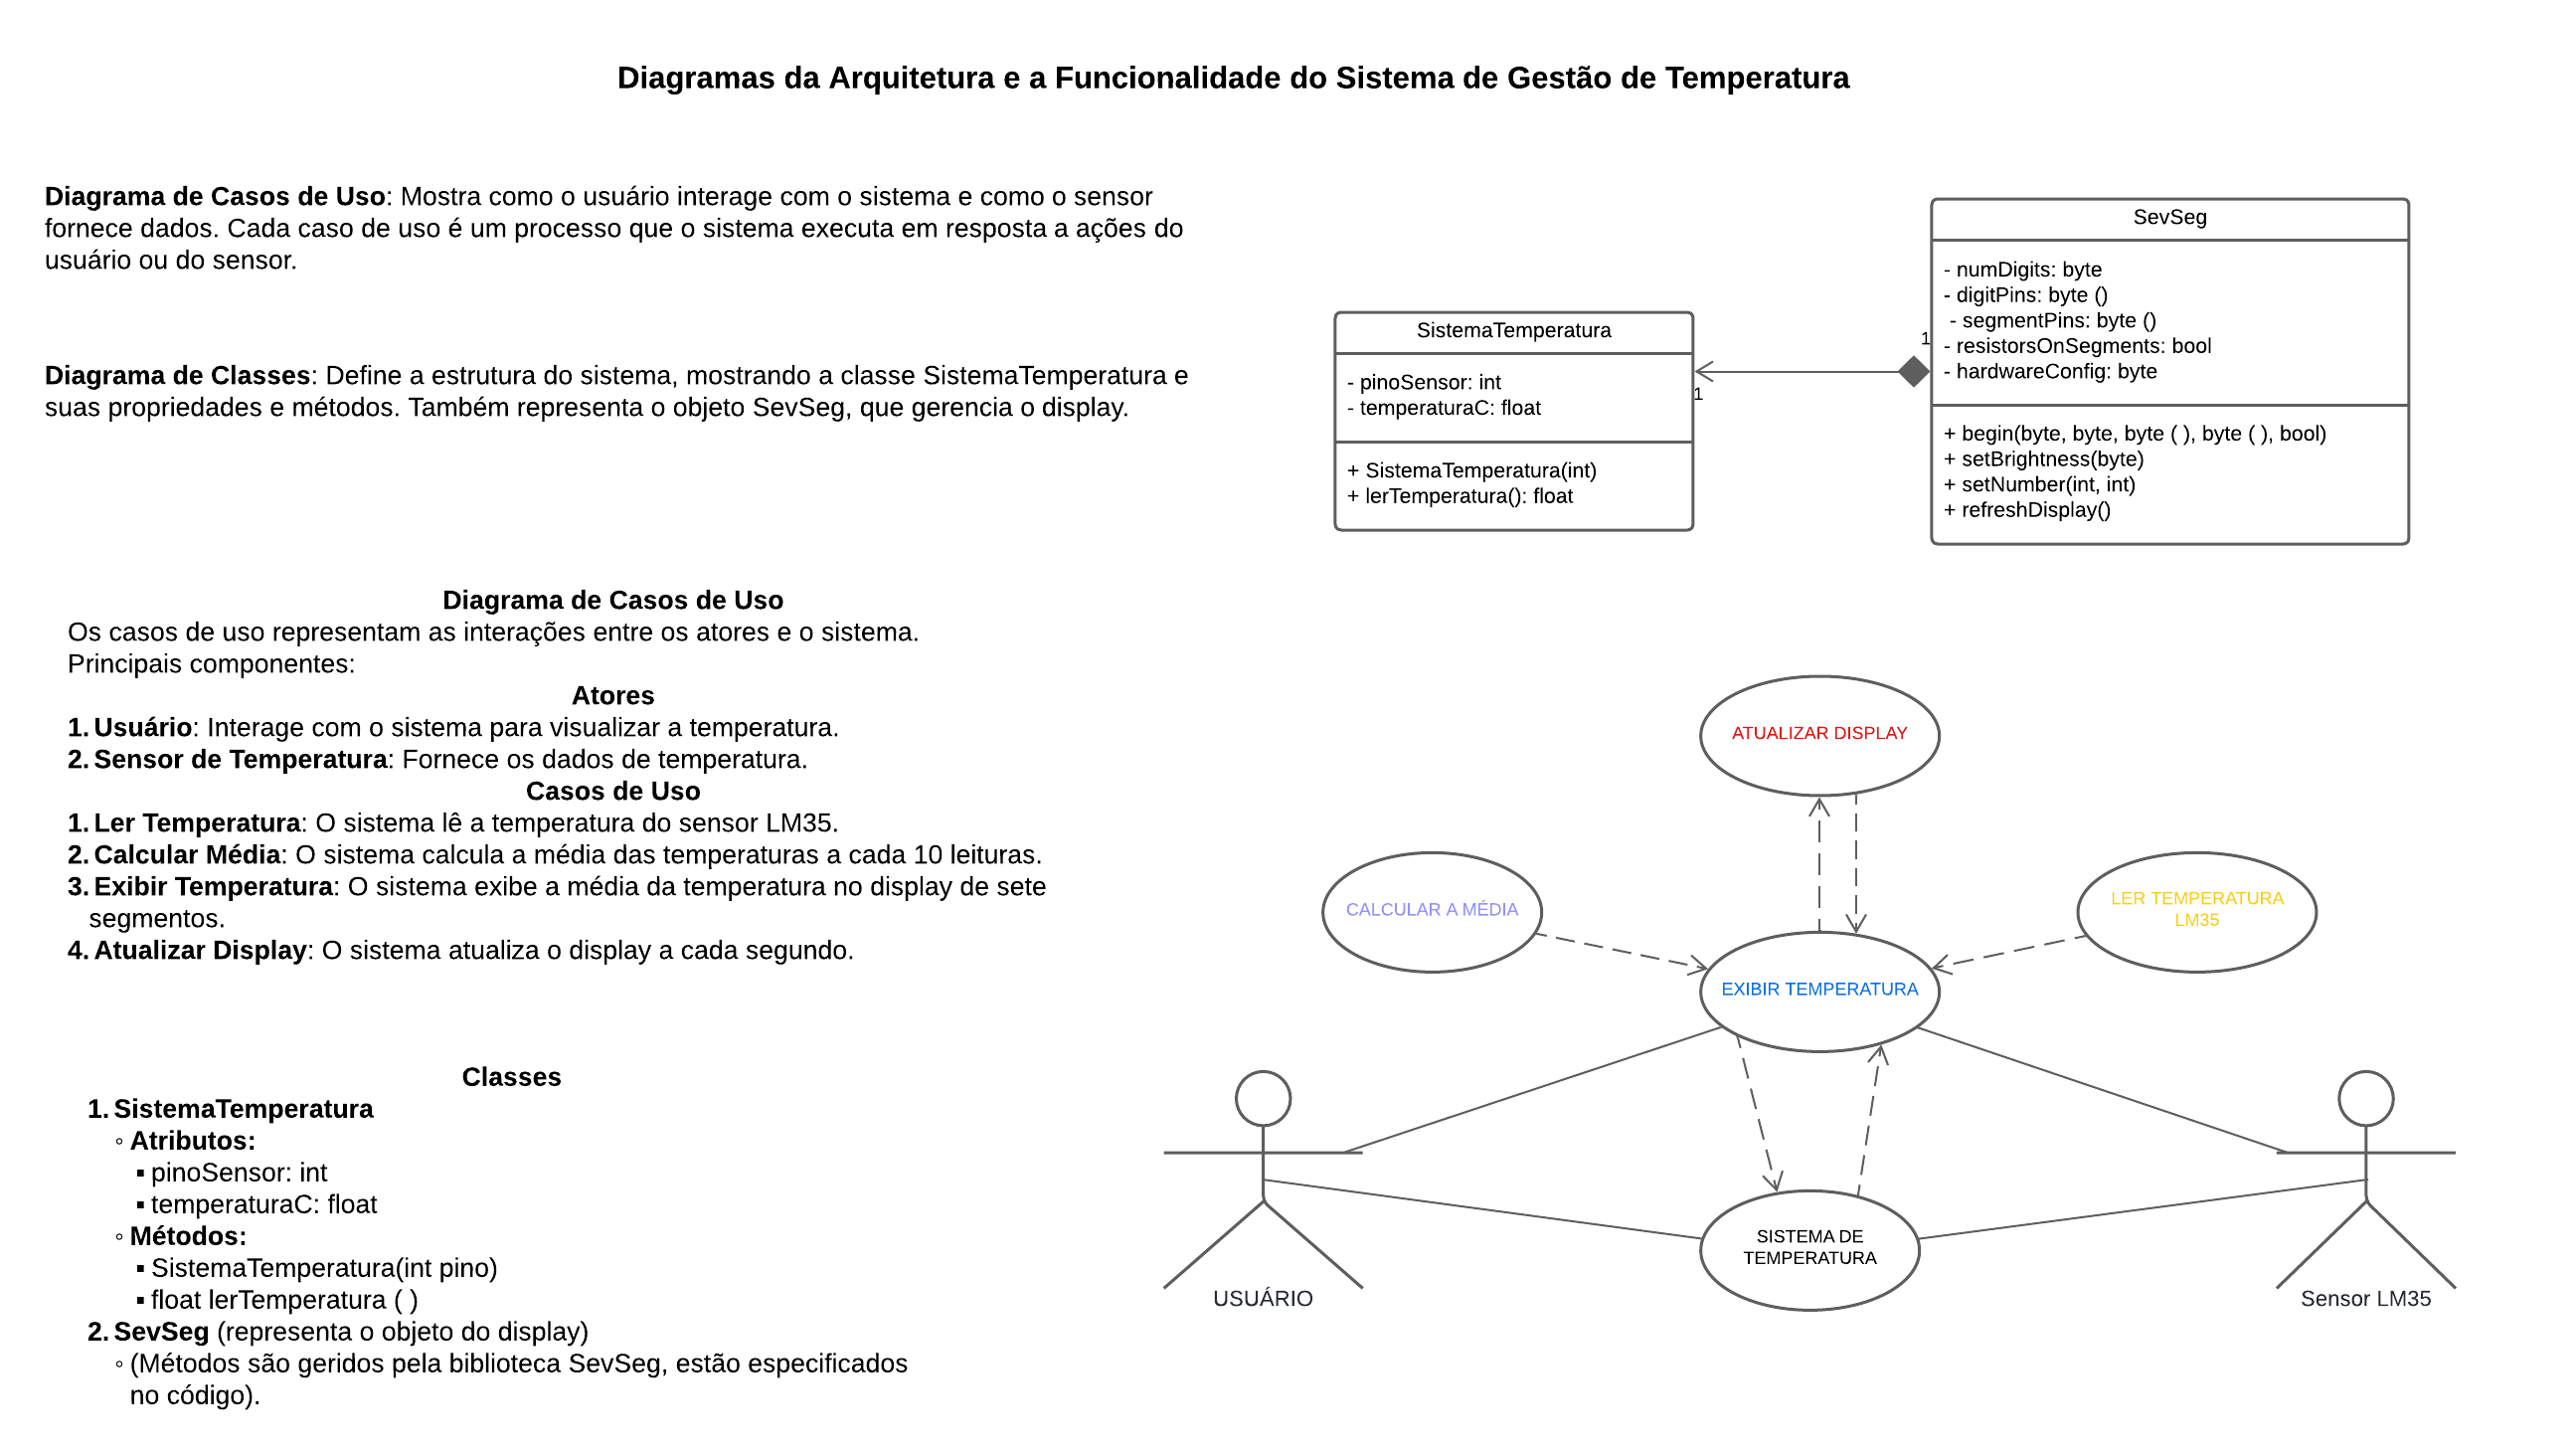 Diagramas da Arquitetura e a Funcionalidade do Sistema de Gestão de Temperatura
Diagrama de Casos de Uso: Mostra como o usuário interage com o sistema e como o sensor
fornece dados. Cada caso de uso é um processo que o sistema executa em resposta a ações do
usuário ou do sensor.
Diagrama de Classes: Define a estrutura do sistema, mostrando a classe SistemaTemperatura e
suas propriedades e métodos. Também representa o objeto SevSeg, que gerencia o display.
Diagrama de Casos de Uso
Os casos de uso representam as interações entre os atores e o sistema.
Principais componentes:
Atores
1. Usuário: Interage com o sistema para visualizar a temperatura.
2. Sensor de Temperatura: Fornece os dados de temperatura.
Casos de Uso
1. Ler Temperatura: O sistema lê a temperatura do sensor LM35.
2. Calcular Média: O sistema calcula a média das temperaturas a cada 10 leituras.
3. Exibir Temperatura: O sistema exibe a média da temperatura no display de sete
segmentos.
4. Atualizar Display: O sistema atualiza o display a cada segundo.
Classes
1. SistemaTemperatura
◦ Atributos:
▪ pinoSensor: int
▪ temperaturaC: float
◦ Métodos:
▪ SistemaTemperatura(int pino)
▪ float lerTemperatura ( )
2. SevSeg (representa o objeto do display)
◦ (Métodos são geridos pela biblioteca SevSeg, estão especificados
no código).
SistemaTemperatura
- pinoSensor: int
- temperaturaC: float
+ SistemaTemperatura(int)
+ lerTemperatura(): float
1
1
SevSeg
- numDigits: byte
- digitPins: byte ()
- segmentPins: byte ()
- resistorsOnSegments: bool
- hardwareConfig: byte
+ begin(byte, byte, byte ( ), byte ( ), bool)
+ setBrightness(byte)
+ setNumber(int, int)
+ refreshDisplay()
ATUALIZAR DISPLAY
CALCULAR A MÉDIA
LER TEMPERATURA
LM35
EXIBIR TEMPERATURA
SISTEMA DE
TEMPERATURA
USUÁRIO
Sensor LM35